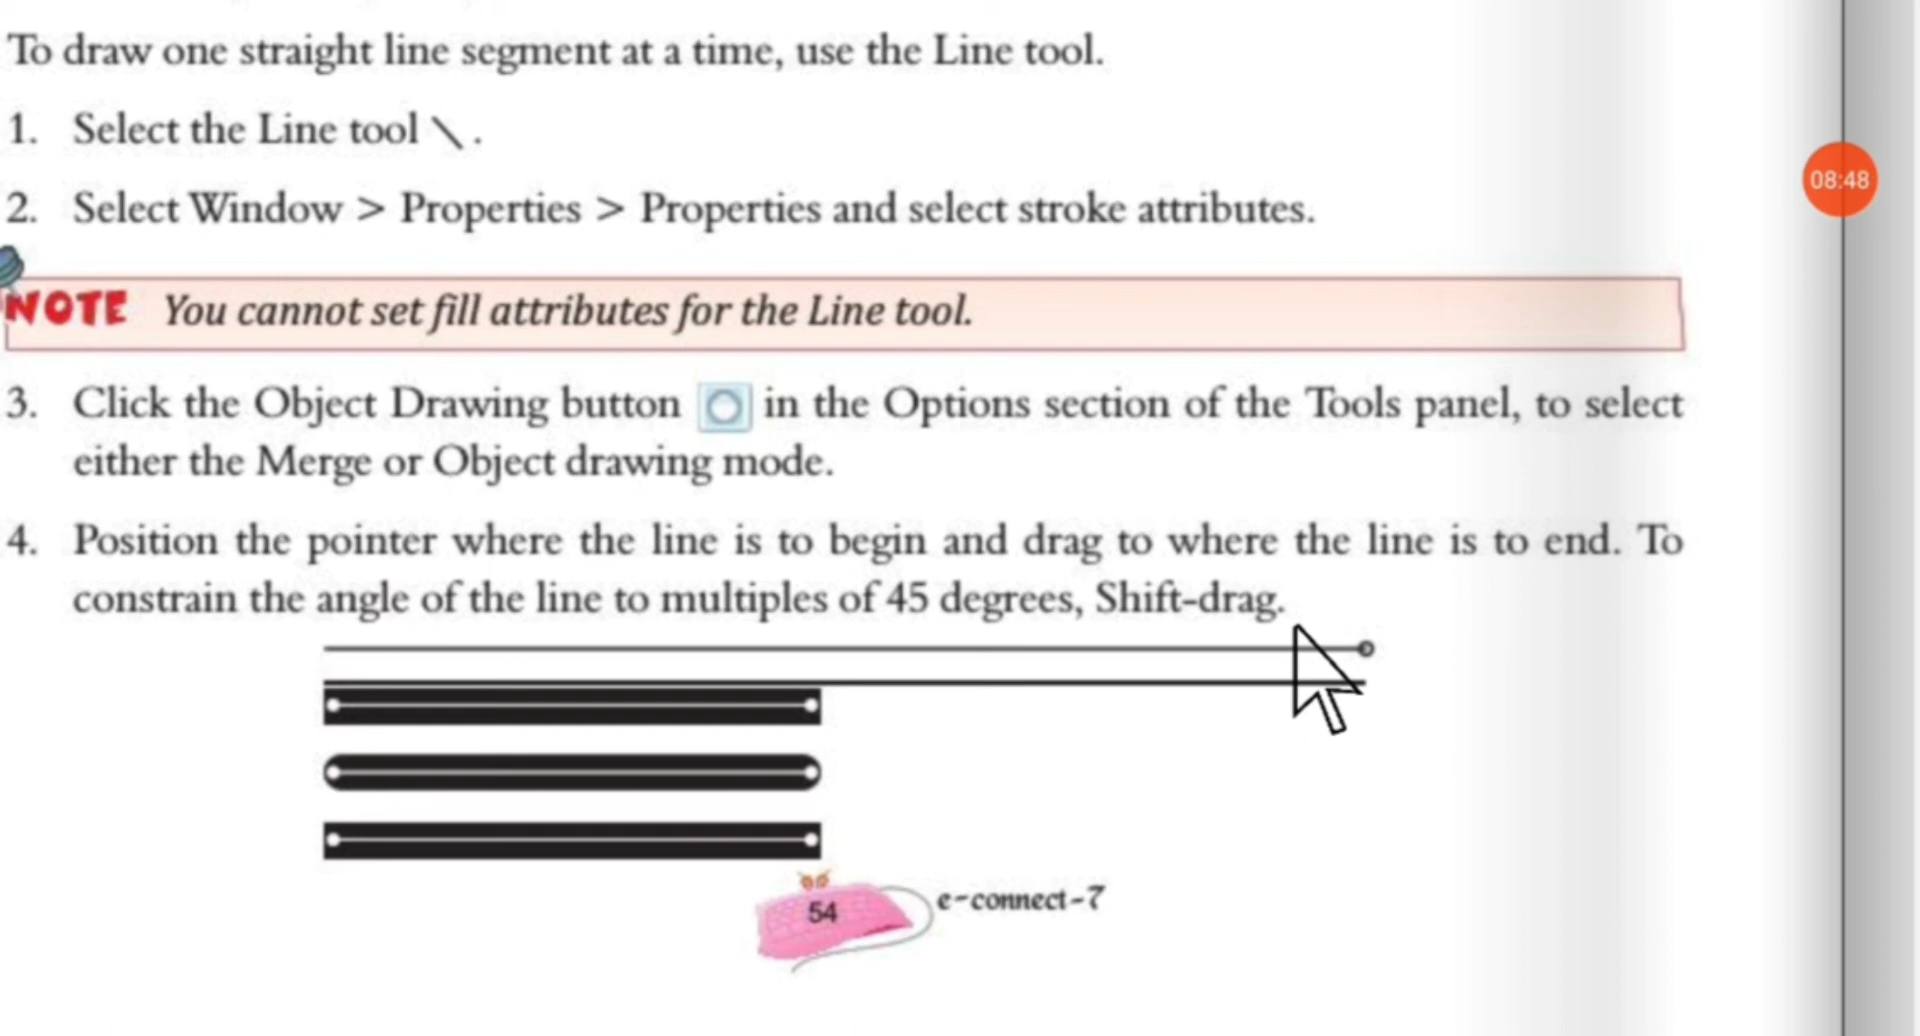 To draw one straight line segment at a time, use the Line tool.
1. Select the Line tool \ .
2. Select Window > Properties > Properties and select stroke attributes.
08:48
NOTE You cannot set fill attributes for the Line tool.
3. Click the Object Drawing button in the Options section of the Tools panel, to select
either the Merge or Object drawing mode.
4. Position the pointer where the line is to begin and drag to where the line is to end. To
constrain the angle of the line to multiples of 45 degrees, Shift-drag.
54
e-connect-7